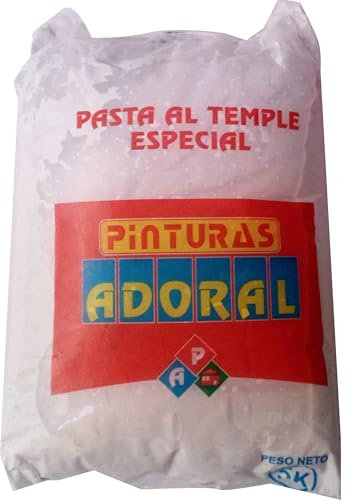 PASTA AL TEMPLE
ESPECIAL
PiNTURAS
ADORAL
P
A
PESO NETO